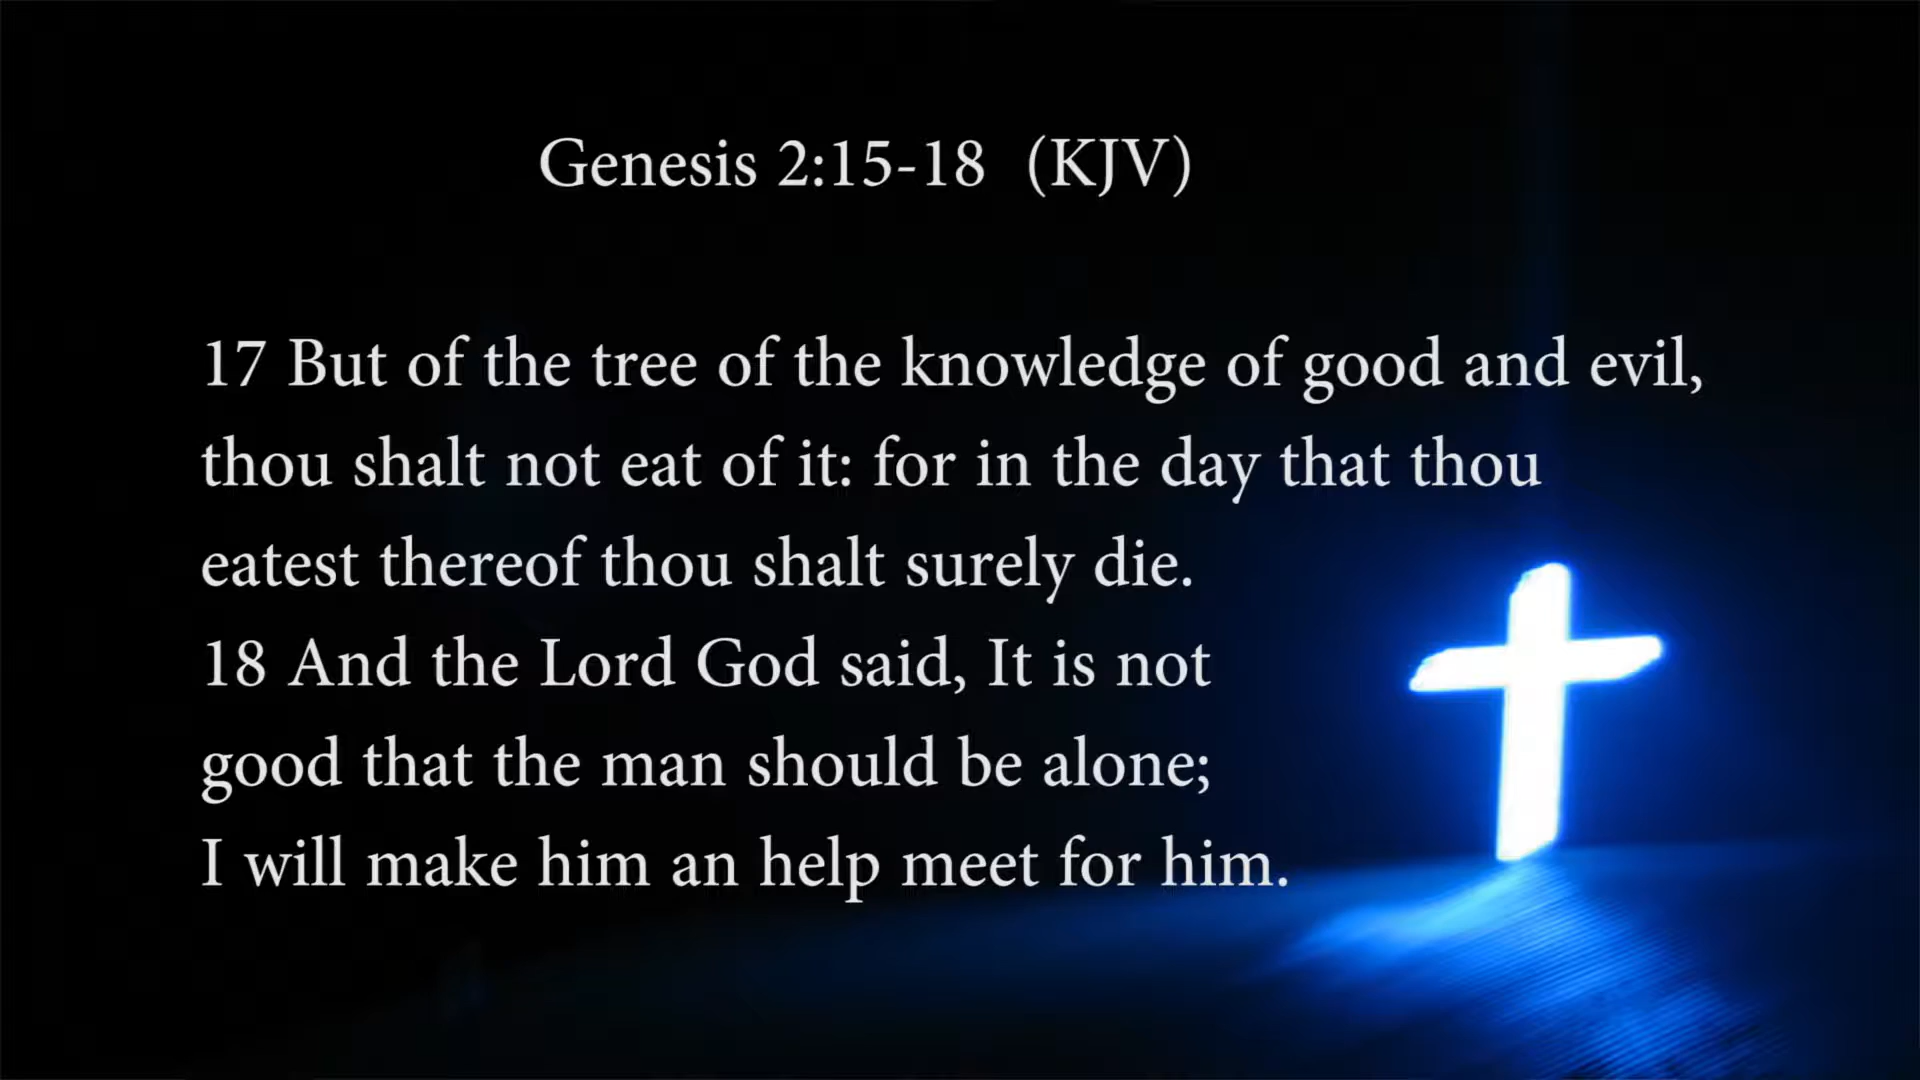 Genesis 2:15-18 (KJV)
17 But of the tree of the knowledge of good and evil,
thou shalt not eat of it: for in the day that thou
eatest thereof thou shalt surely die.
18 And the Lord God said, It is not
good that the man should be alone;
I will make him an help meet for him.